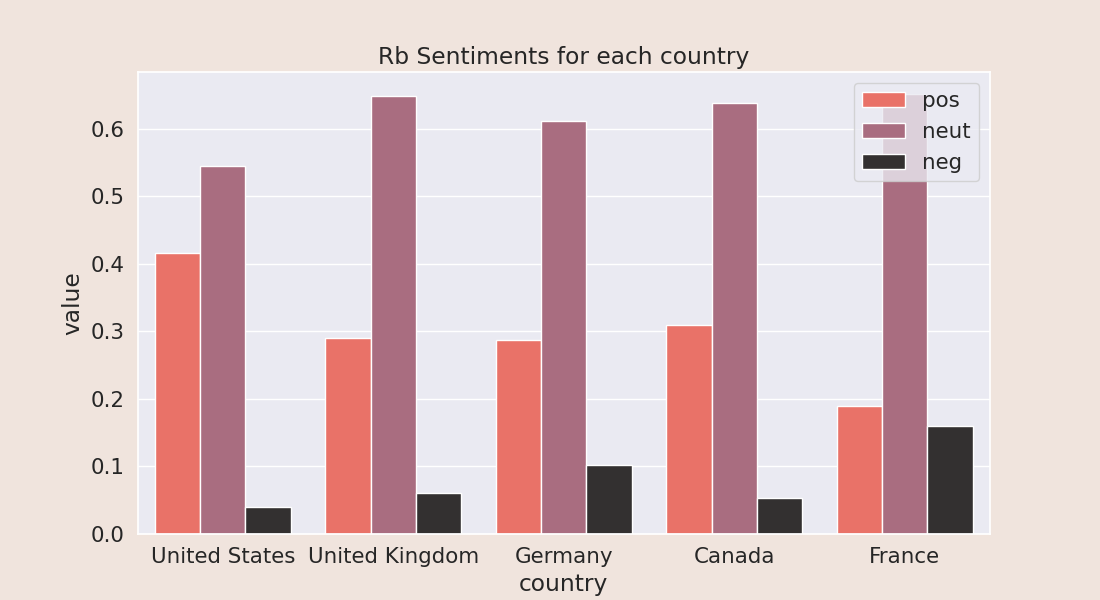 Rb Sentiments for each country
pos
neut
neg
value
0.6
0.5
0.4
0.3
0.2
0.1
0.0
United States United Kingdom Germany Canada France
country